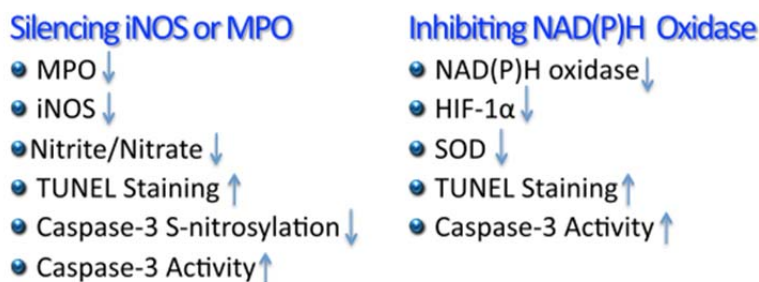 Silencing iNOS or MPO
• MPO ↓
• iNOS ↓
• Nitrite/Nitrate ↓
• TUNEL Staining ↑
• Caspase-3 S-nitrosylation ↓
• Caspase-3 Activity ↑
Inhibiting NAD(P)H Oxidase
• NAD(P)H oxidase ↓
• HIF-1α ↓
• SOD ↓
• TUNEL Staining ↑
• Caspase-3 Activity ↑